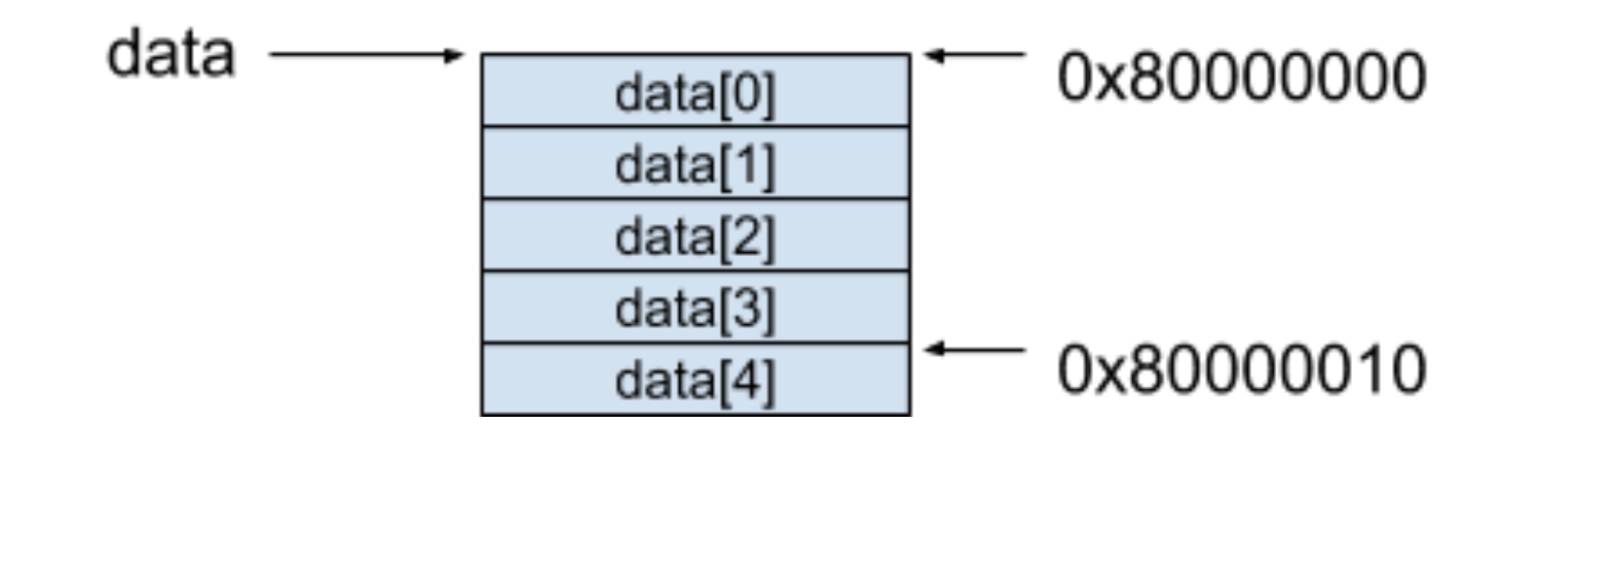 data
0x80000000
data[0]
data[1]
data[2]
data[3]
0x80000010
data[4]